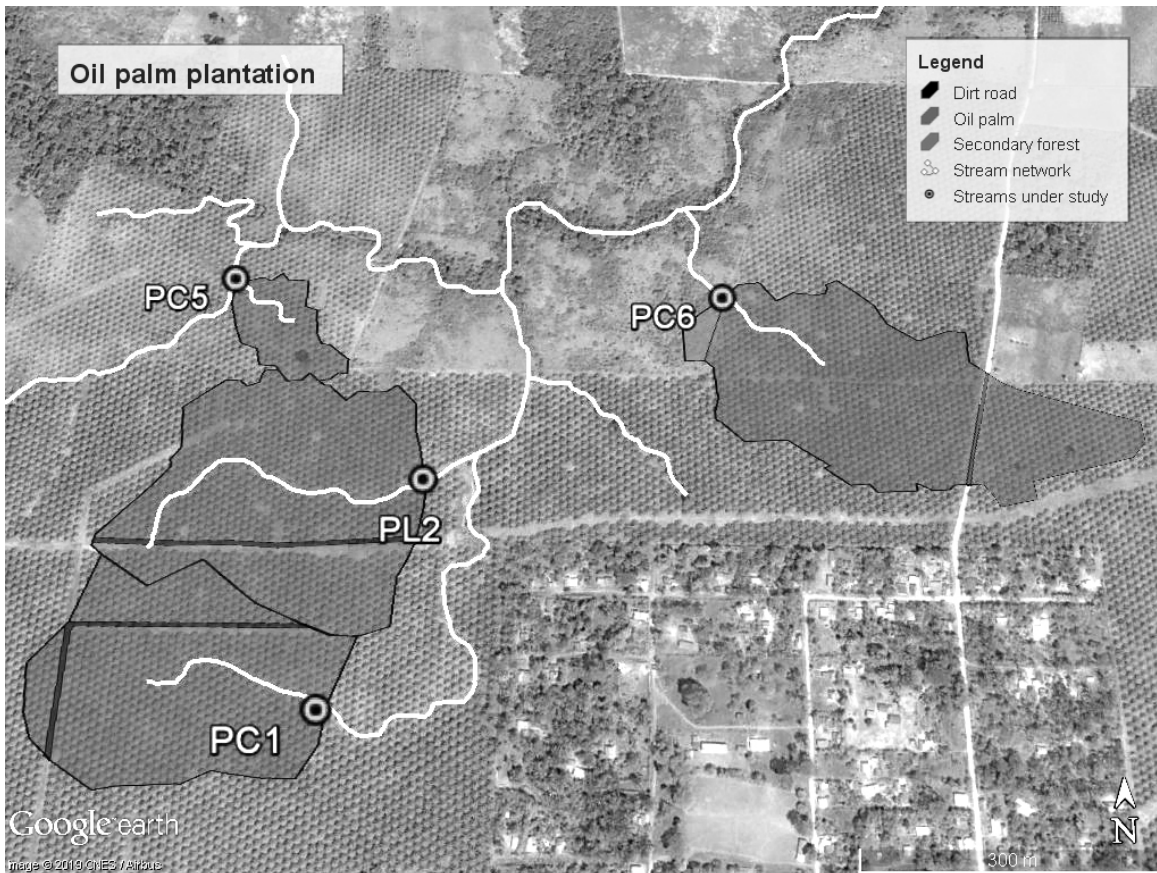 Oil palm plantation
Legend
Dirt road
Oil palm
Secondary forest
Stream network
Streams under study
PC5
PC6
PL2
PC1
Google earth
N
Image © 2019 CNES / Airbus
300 m